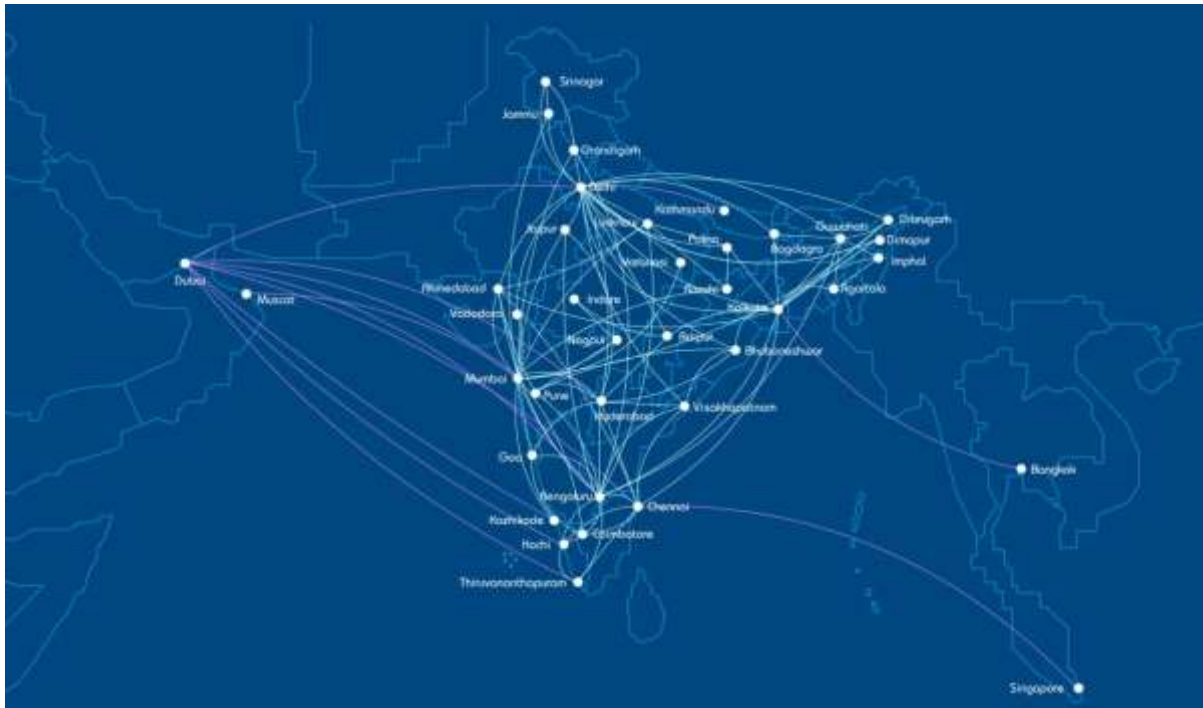 Srinagar
Jammu
Chandigarh
Delhi
Kathmandu
Lucknow
Jaipur
Dibrugarh
Guwahati
Bagdogra
Dimapur
Patna
Imphal
Varanasi
Dubai
Muscat
Ahmedabad
Indore
Ranchi
Agartala
Kolkata
Vadodara
Nagpur
Raipur
Bhubaneshwar
Mumbai
Pune
Hyderabad
Visakhapatnam
Goa
Bangkok
Bengaluru
Chennai
Kozhikode
Coimbatore
Kochi
Thiruvananthapuram
Singapore